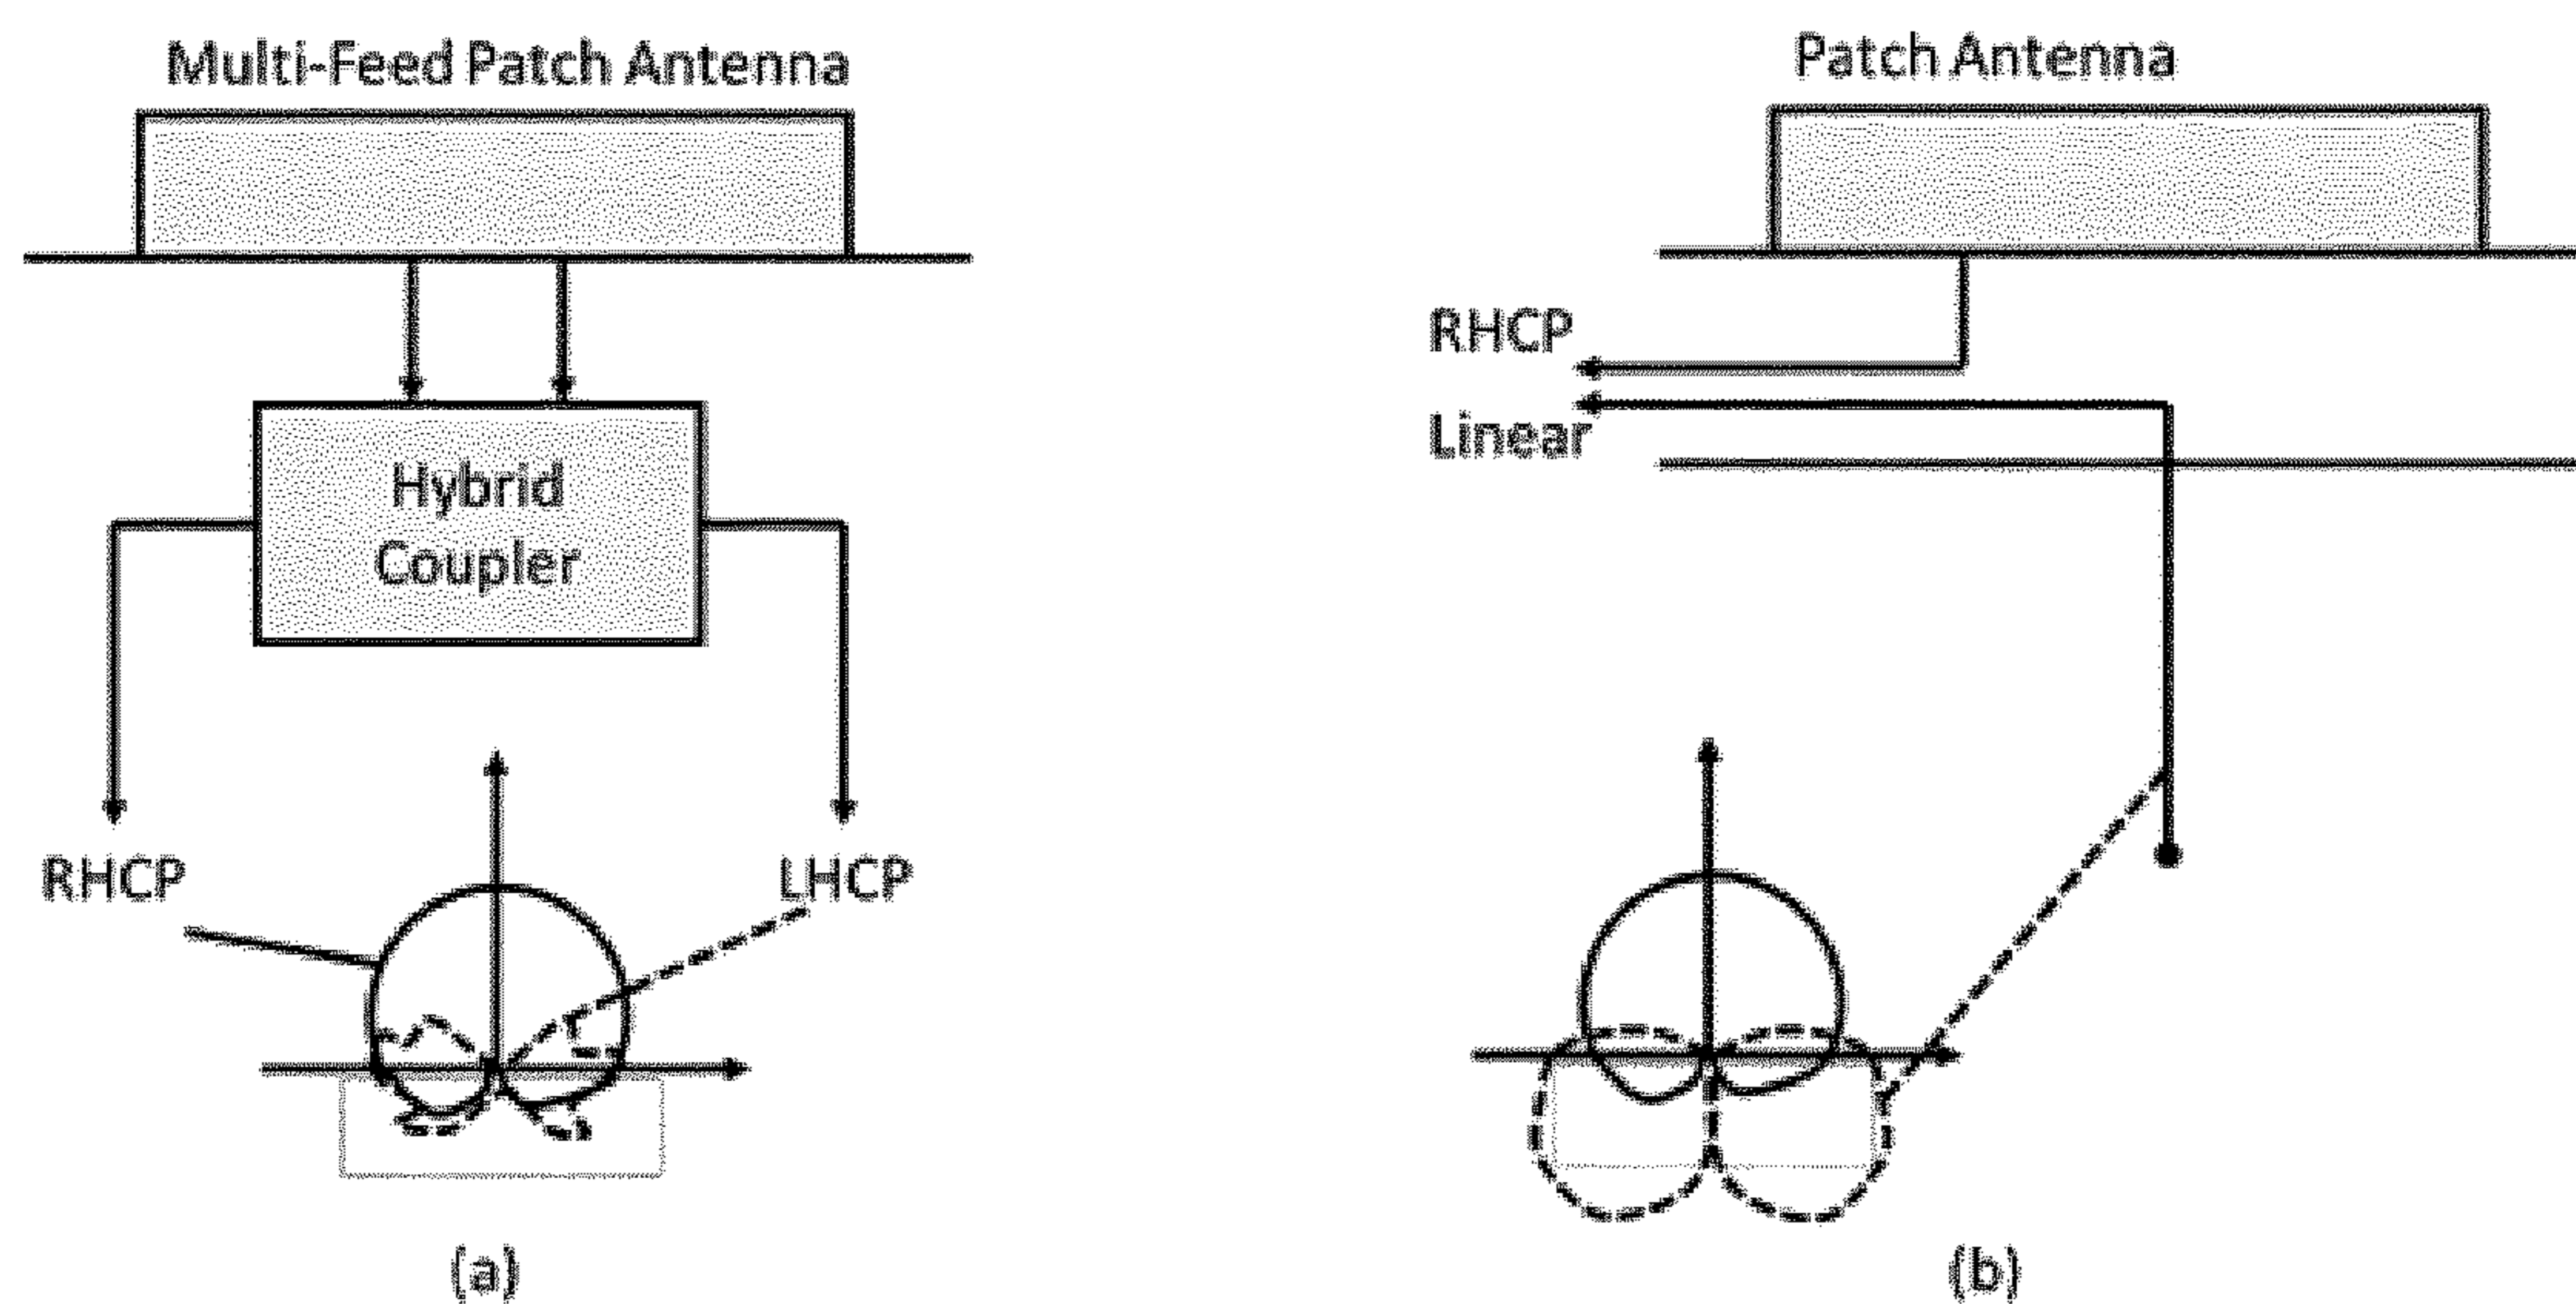 Multi-Feed Patch Antenna
Hybrid
Coupler
RHCP
LHCP
(a)
Patch Antenna
RHCP
Linear
(b)